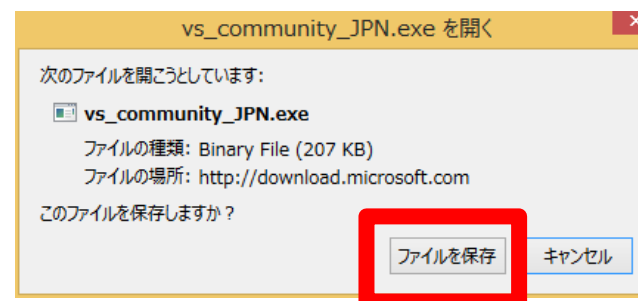 vs_community_JPN.exe を開く
次のファイルを開こうとしています:
vs_community_JPN.exe
ファイルの種類: Binary File (207 KB)
ファイルの場所: http://download.microsoft.com
このファイルを保存しますか?
ファイルを保存 キャンセル